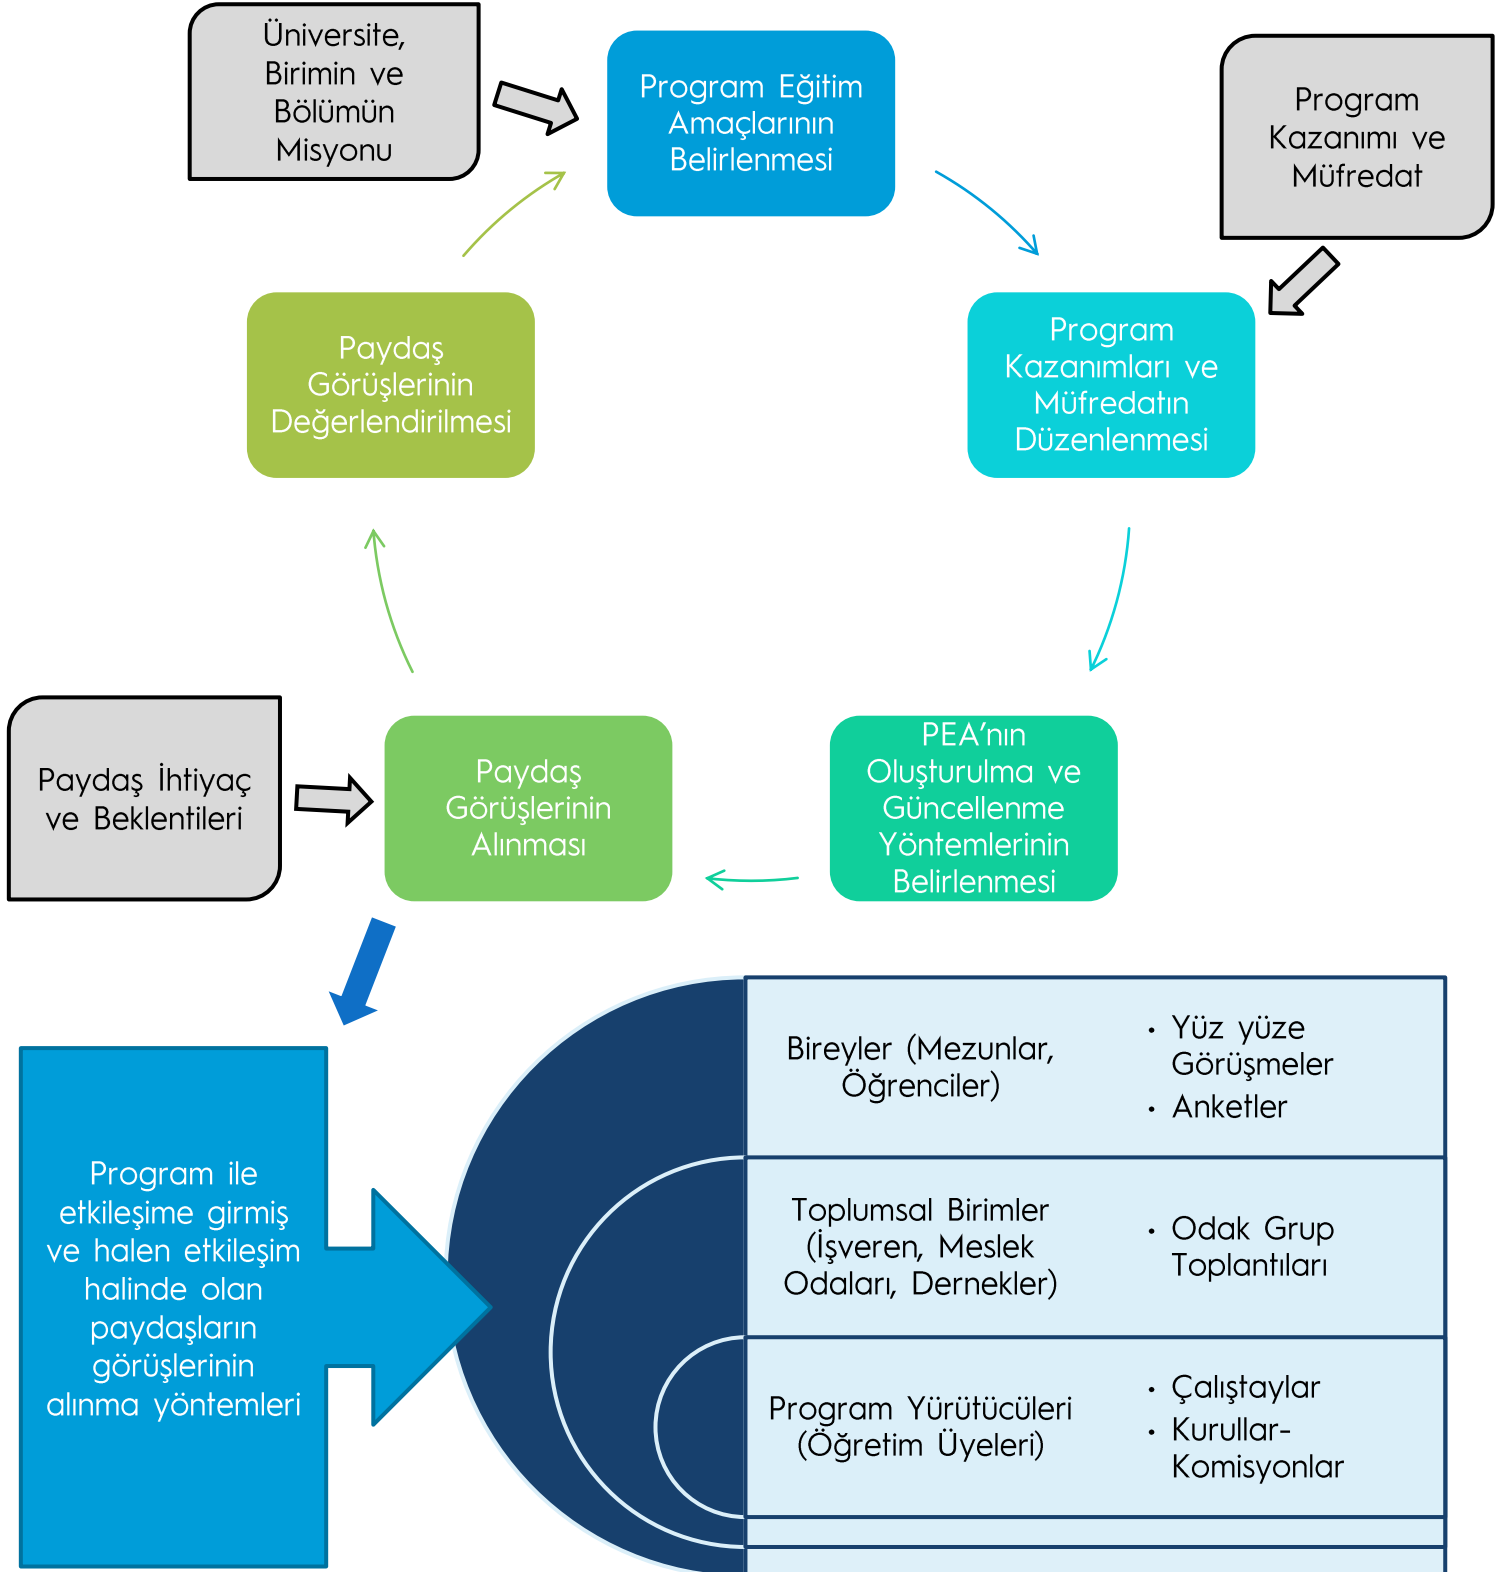 Üniversite,
Birimin ve
Bölümün
Misyonu
Program Eğitim
Amaçlarının
Belirlenmesi
Program
Kazanımı ve
Müfredat
Paydaş
Görüşlerinin
Değerlendirilmesi
Program
Kazanımları ve
Müfredatın
Düzenlenmesi
Paydaş İhtiyaç
ve Beklentileri
Paydaş
Görüşlerinin
Alınması
PEA’nın
Oluşturulma ve
Güncellenme
Yöntemlerinin
Belirlenmesi
Program ile
etkileşime girmiş
ve halen etkileşim
halinde olan
paydaşların
görüşlerinin
alınma yöntemleri
Bireyler (Mezunlar,
Öğrenciler)
• Yüz yüze
Görüşmeler
• Anketler
Toplumsal Birimler
(İşveren, Meslek
Odaları, Dernekler)
• Odak Grup
Toplantıları
Program Yürütücüleri
(Öğretim Üyeleri)
• Çalıştaylar
• Kurullar-
Komisyonlar